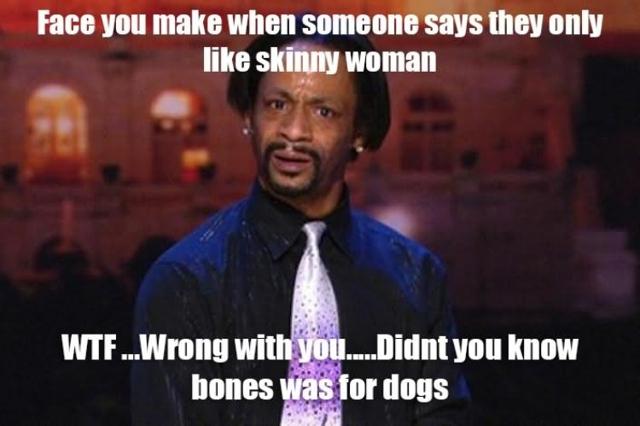 Face you make when someone says they only
like skinny woman
WTF ...Wrong with you.....Didnt you know
bones was for dogs